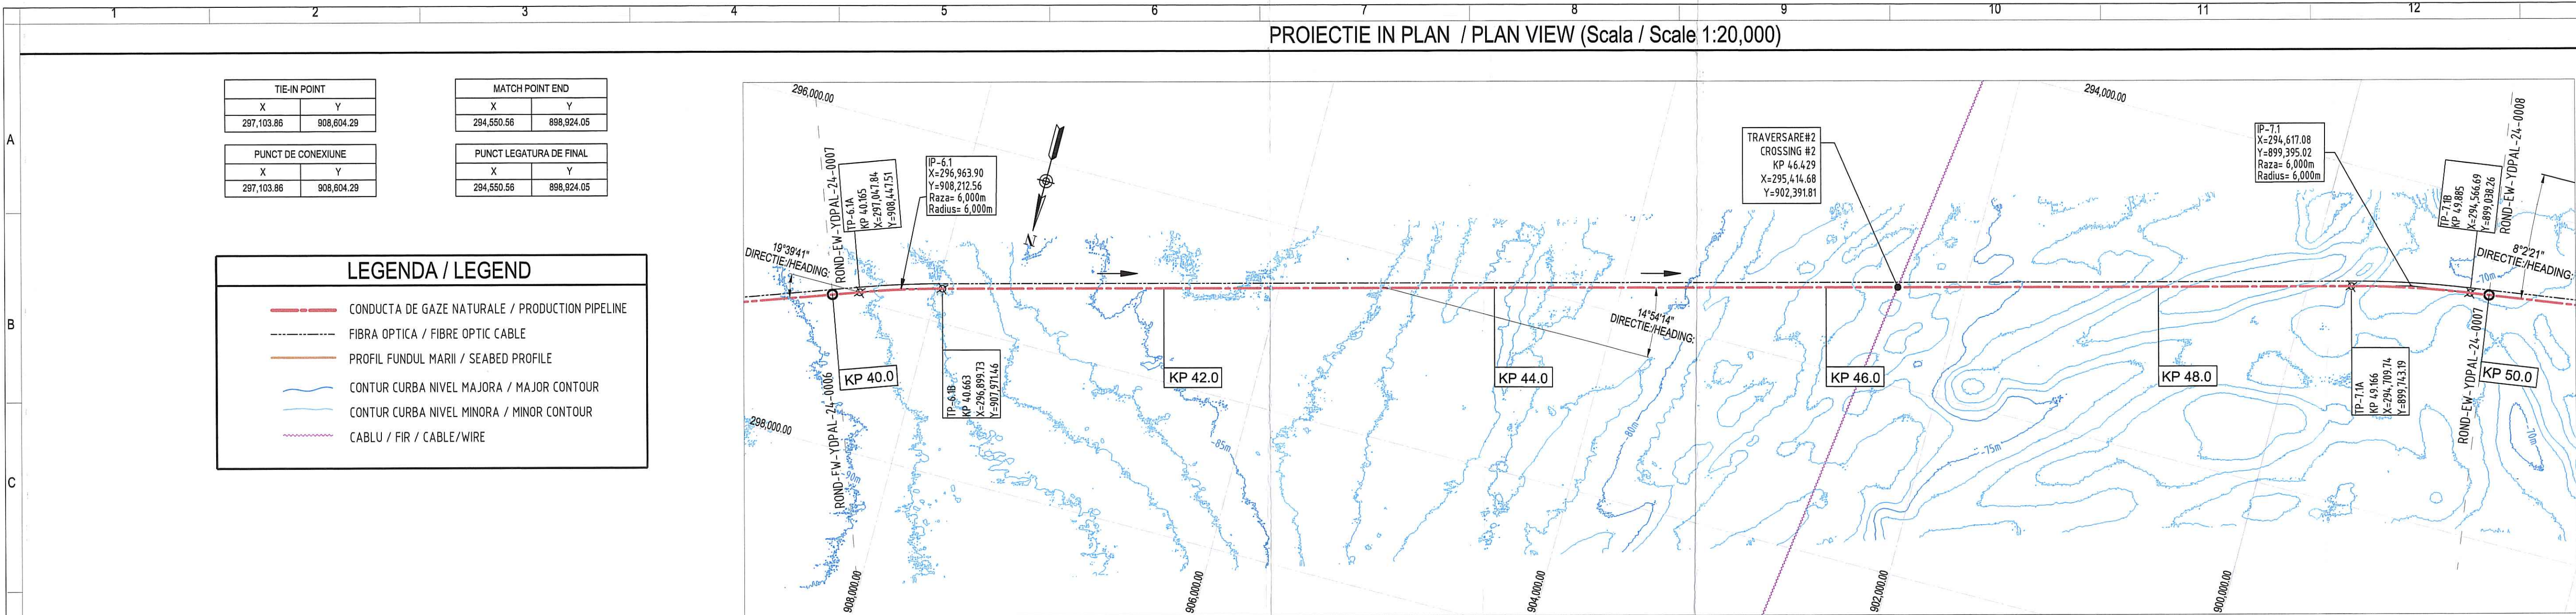 1 2 3 4 5 6 7 8 9 10 11 12
PROIECTIE IN PLAN / PLAN VIEW (Scala / Scale 1:20,000)
A
B
C
TIE-IN POINT
X Y
297,103.86 908,604.29
MATCH POINT END
X Y
294,550.56 898,924.05
PUNCT DE CONEXIUNE
X Y
297,103.86 908,604.29
PUNCT LEGATURA DE FINAL
X Y
294,550.56 898,924.05
LEGENDA / LEGEND
CONDUCTA DE GAZE NATURALE / PRODUCTION PIPELINE
FIBRA OPTICA / FIBRE OPTIC CABLE
PROFIL FUNDUL MARII / SEABED PROFILE
CONTUR CURBA NIVEL MAJORA / MAJOR CONTOUR
CONTUR CURBA NIVEL MINORA / MINOR CONTOUR
CABLU / FIR / CABLE/WIRE
296,000.00
298,000.00
19°39'41"
DIRECTIE/HEADING:
ROND-EW-YDPAL-24-0007
ROND-EW-YDPAL-24-0006
TP-6.1A
KP 40.165
X=297,047.84
Y=908,447.51
IP-6.1
X=296,963.90
Y=908,212.56
Raza= 6,000m
Radius= 6,000m
N
KP 40.0
-90m
TP-6.1B
KP 40.663
X=296,899.73
Y=907,971.46
KP 42.0
-85m
KP 44.0
14°54'14"
DIRECTIE/HEADING:
-80m
TRAVERSARE#2
CROSSING #2
KP 46.429
X=295,414.68
Y=902,391.81
KP 46.0
-75m
KP 48.0
294,000.00
IP-7.1
X=294,617.08
Y=899,395.02
Raza= 6,000m
Radius= 6,000m
TP-7.1A
KP 49.166
X=294,709.74
Y=899,743.19
TP-7.1B
KP 49.885
X=294,566.69
Y=899,038.26
ROND-EW-YDPAL-24-0008
ROND-EW-YDPAL-24-0007
8°2'21"
DIRECTIE/HEADING:
-70m
KP 50.0
-70m
908,000.00
906,000.00
904,000.00
902,000.00
900,000.00